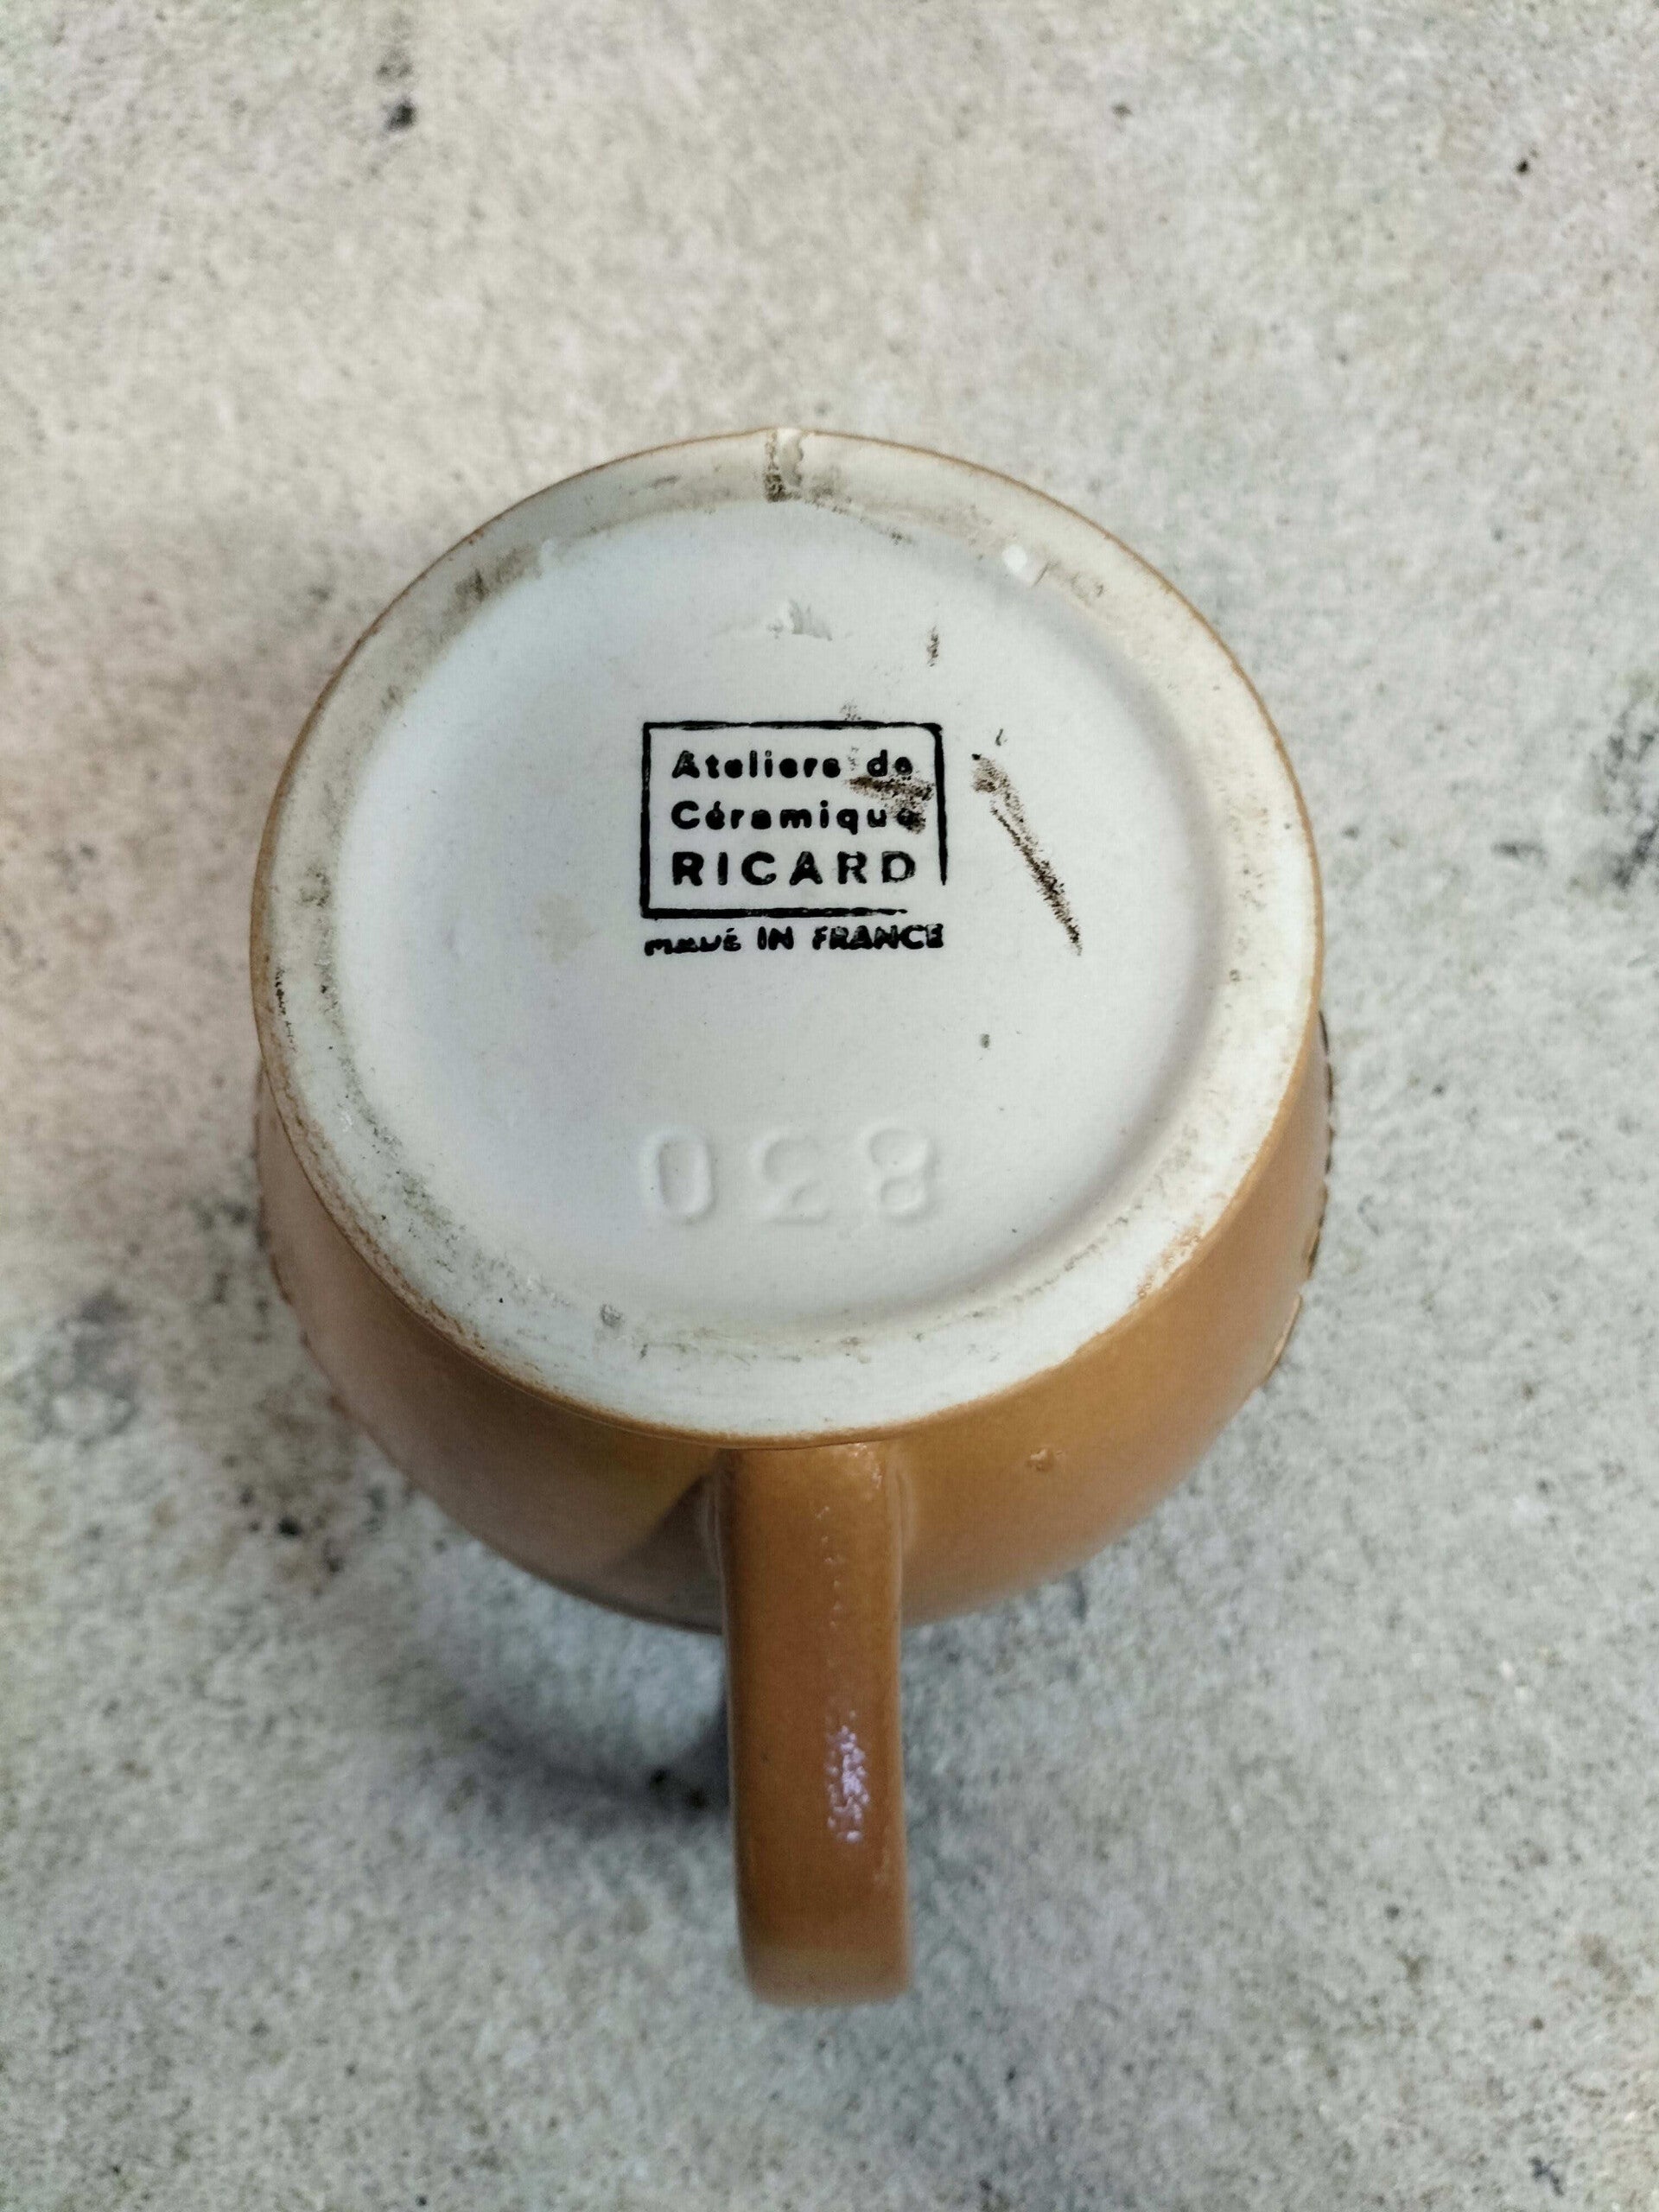 Ateliers de
Céramique
RICARD
MADE IN FRANCE
830